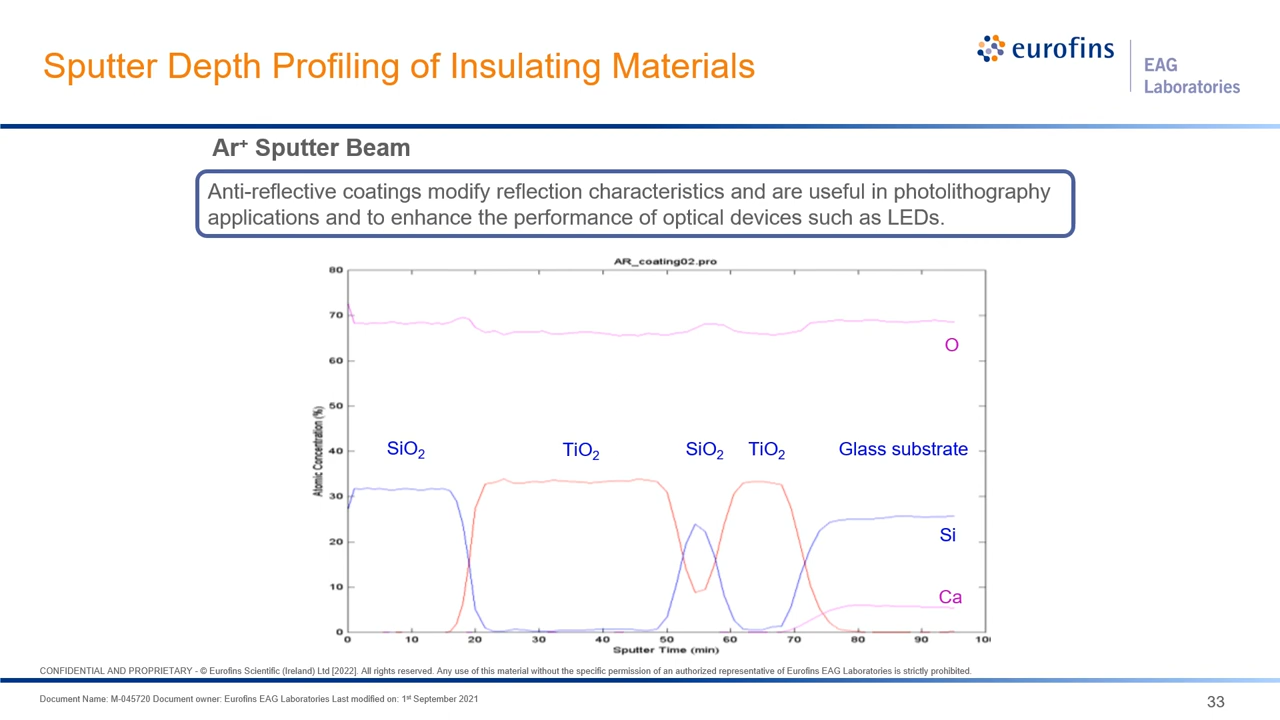 Sputter Depth Profiling of Insulating Materials
eurofins
EAG
Laboratories
Ar⁺ Sputter Beam
Anti-reflective coatings modify reflection characteristics and are useful in photolithography
applications and to enhance the performance of optical devices such as LEDs.
AR_coating02.pro
80
70
60
50
40
30
20
10
0
Atomic Concentration (%)
O
SiO₂
TiO₂
SiO₂
TiO₂
Glass substrate
Si
Ca
0 10 20 30 40 50 60 70 80 90 10
Sputter Time (min)
CONFIDENTIAL AND PROPRIETARY - © Eurofins Scientific (Ireland) Ltd [2022]. All rights reserved. Any use of this material without the specific permission of an authorized representative of Eurofins EAG Laboratories is strictly prohibited.
Document Name: M-045720 Document owner: Eurofins EAG Laboratories Last modified on: 1ˢᵗ September 2021
33